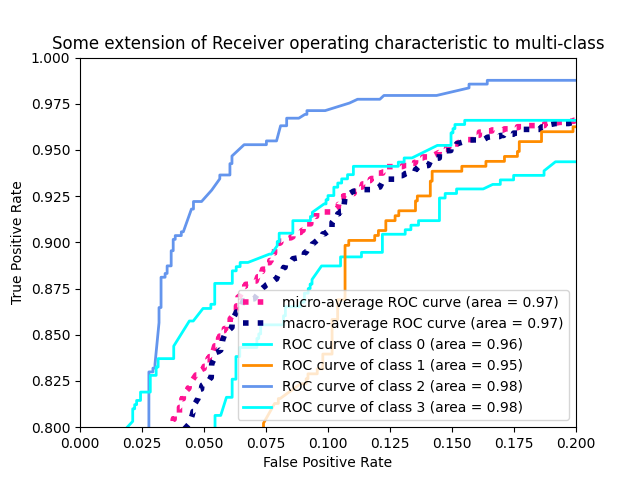 Some extension of Receiver operating characteristic to multi-class
1.000
0.975
0.950
0.925
0.900
0.875
0.850
0.825
0.800
True Positive Rate
micro-average ROC curve (area = 0.97)
macro-average ROC curve (area = 0.97)
ROC curve of class 0 (area = 0.96)
ROC curve of class 1 (area = 0.95)
ROC curve of class 2 (area = 0.98)
ROC curve of class 3 (area = 0.98)
0.000 0.025 0.050 0.075 0.100 0.125 0.150 0.175 0.200
False Positive Rate